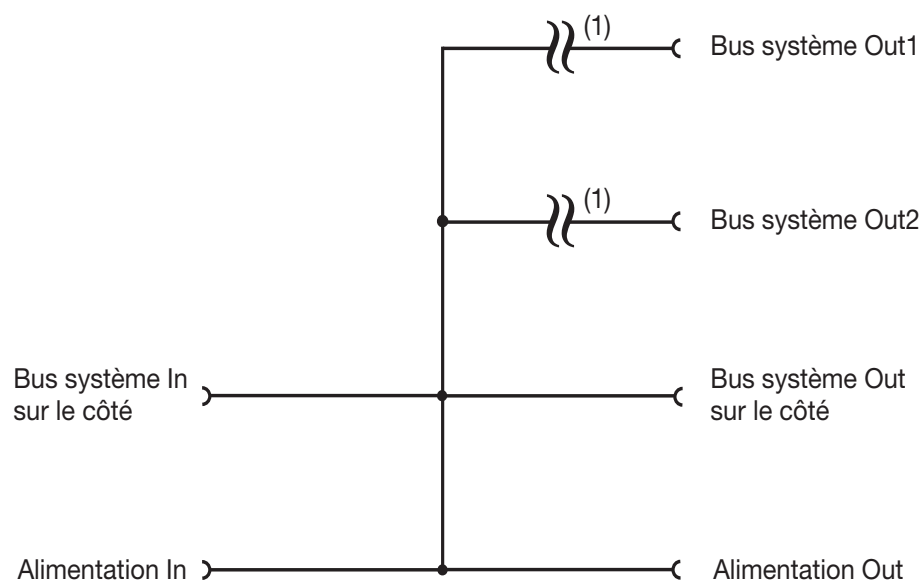 (1)
Bus système Out1
(1)
Bus système Out2
Bus système In
sur le côté
Bus système Out
sur le côté
Alimentation In
Alimentation Out